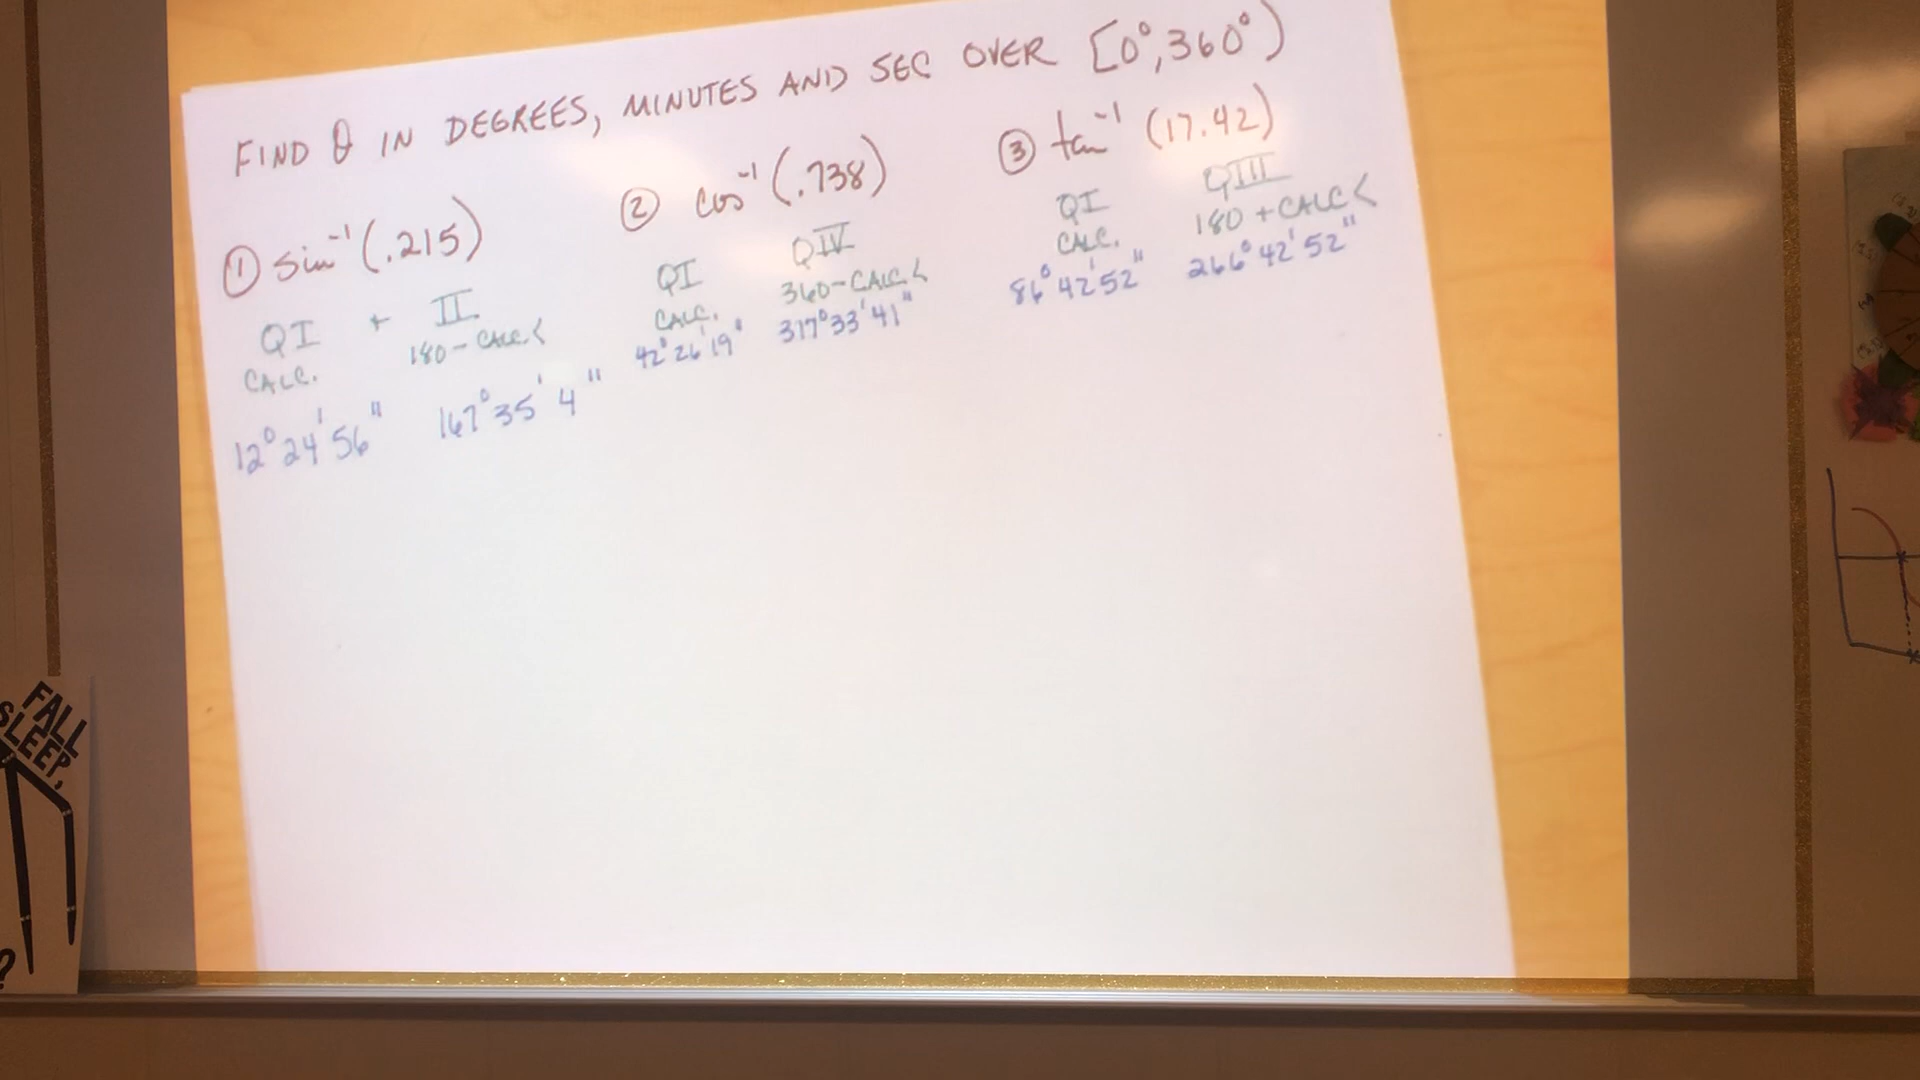 FIND θ IN DEGREES, MINUTES AND SEC OVER [0°,360°)
① sin⁻¹(.215)
QI + II
CALC. 180-CALC.<
12°24'56" 167°35'4"
② cos⁻¹(.738)
QI QIV
CALC. 360-CALC.<
42°26'19" 317°33'41"
③ tan⁻¹(17.42)
QI QIII
CALC. 180+CALC<
86°42'52" 266°42'52"
FALL
SLEEP,
?